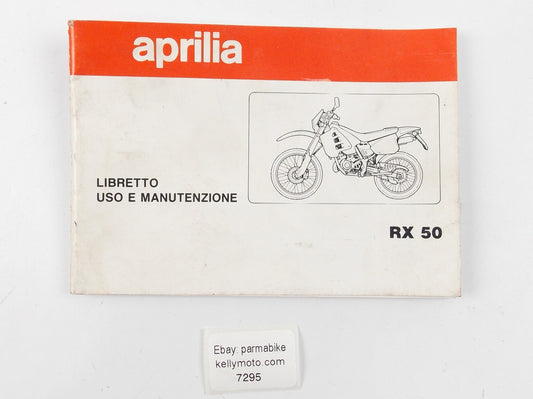 aprilia
LIBRETTO
USO E MANUTENZIONE
RX 50
Ebay: parmabike
kellymoto.com
7295